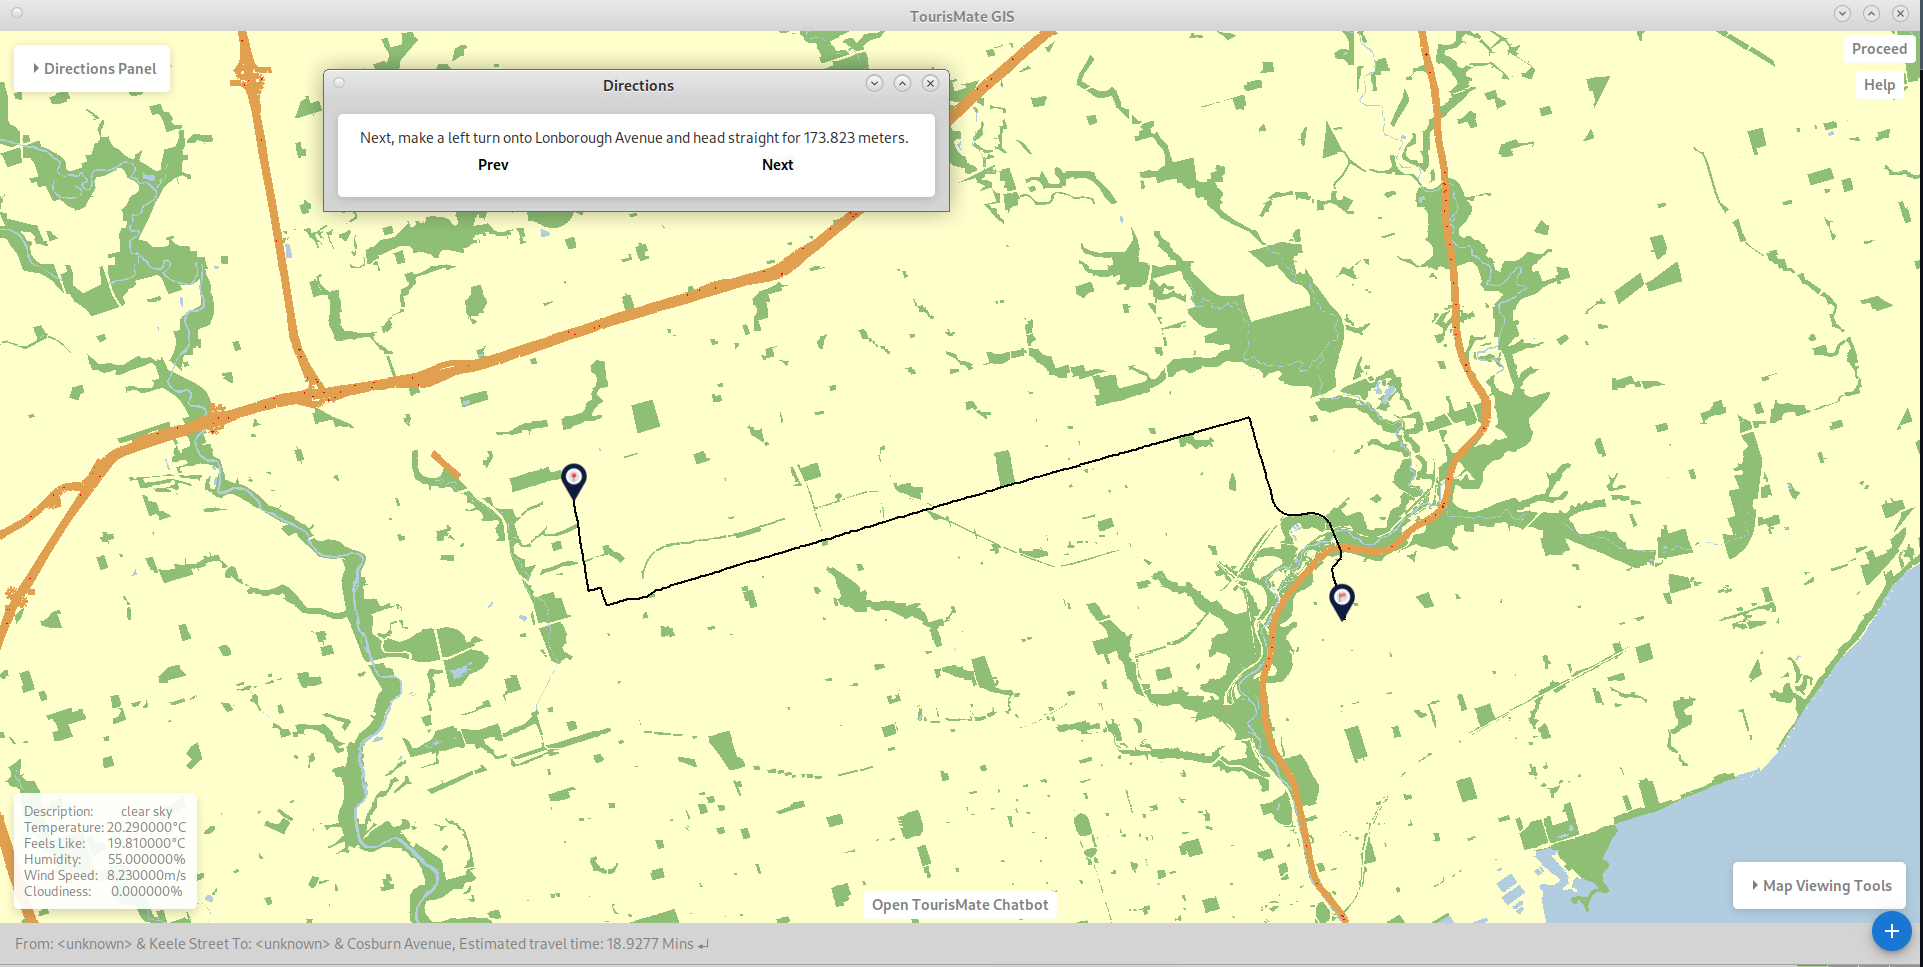 TourisMate GIS
Directions Panel
Proceed
Help
Directions
Next, make a left turn onto Lonborough Avenue and head straight for 173.823 meters.
Prev Next
Description: clear sky
Temperature: 20.290000°C
Feels Like: 19.810000°C
Humidity: 55.000000%
Wind Speed: 8.230000m/s
Cloudiness: 0.000000%
Map Viewing Tools
Open TourisMate Chatbot
From: <unknown> & Keele Street To: <unknown> & Cosburn Avenue, Estimated travel time: 18.9277 Mins ↵